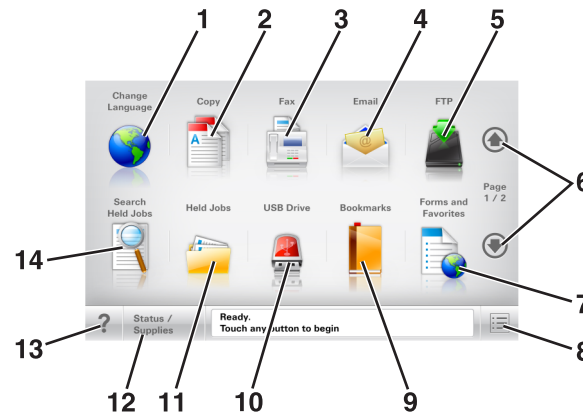 1 2 3 4 5
Change
Language
Copy
Fax
Email
FTP
A
@
6
Page
1 / 2
Search
Held Jobs
Held Jobs
USB Drive
Bookmarks
Forms and
Favorites
14
7
?
Status /
Supplies
Ready.
Touch any button to begin
8
13 12 11 10 9